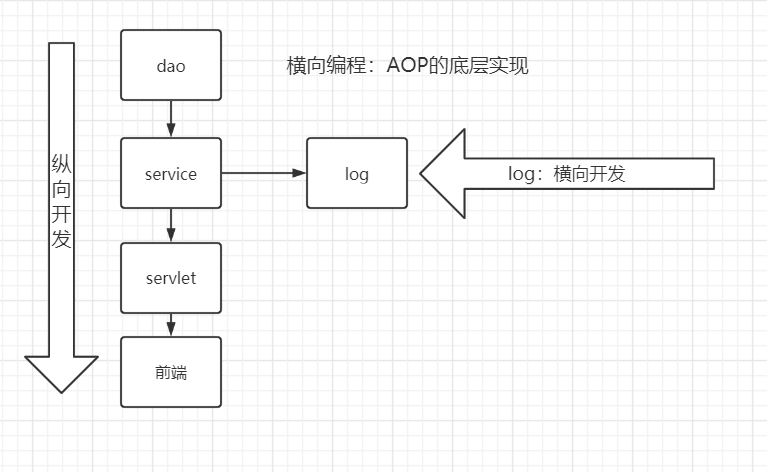 dao
横向编程：AOP的底层实现
纵向开发
service
log
log：横向开发
servlet
前端